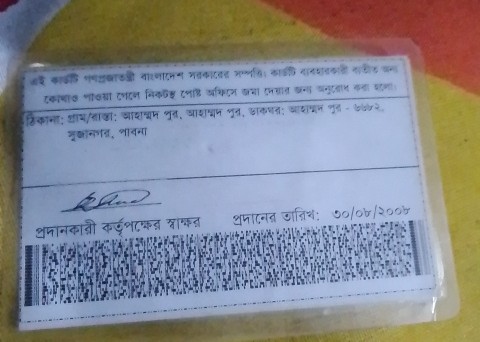 এই কার্ডটি গণপ্রজাতন্ত্রী বাংলাদেশ সরকারের সম্পত্তি। কার্ডটি ব্যবহারকারী ব্যতীত অন্য
কোথাও পাওয়া গেলে নিকটস্থ পোষ্ট অফিসে জমা দেয়ার জন্য অনুরোধ করা হলো।
ঠিকানা: গ্রাম/রাস্তা: আহাম্মদ পুর, আহাম্মদ পুর, ডাকঘর: আহাম্মদ পুর - ৬৬৮২,
সুজানগর, পাবনা
প্রদানকারী কর্তৃপক্ষের স্বাক্ষর প্রদানের তারিখ: ৩০/০৮/২০০৮